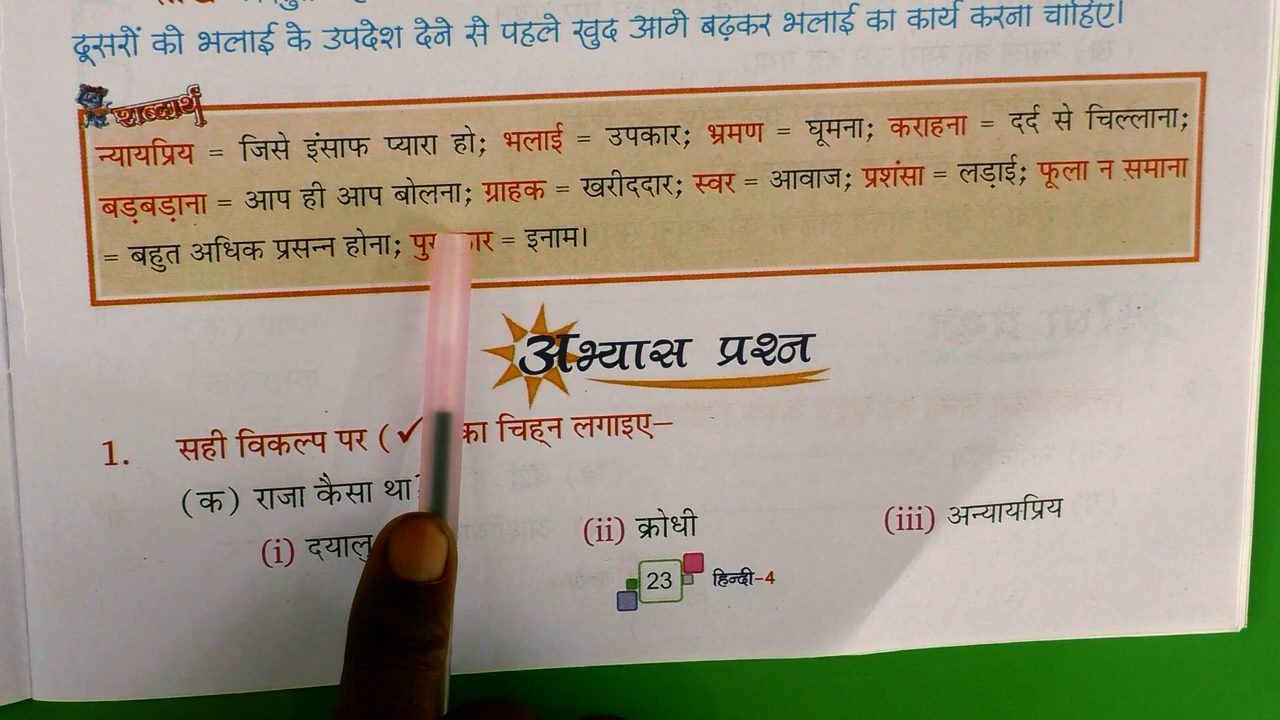 दूसरों को भलाई के उपदेश देने से पहले खुद आगे बढ़कर भलाई का कार्य करना चाहिए।
शब्दार्थ
न्यायप्रिय = जिसे इंसाफ प्यारा हो; भलाई = उपकार; भ्रमण = घूमना; कराहना = दर्द से चिल्लाना;
बड़बड़ाना = आप ही आप बोलना; ग्राहक = खरीददार; स्वर = आवाज; प्रशंसा = लड़ाई; फूला न समाना
= बहुत अधिक प्रसन्न होना; = इनाम।
अभ्यास प्रश्न
1. सही विकल्प पर (✓ का चिह्न लगाइए–
(क) राजा कैसा था?
(i) दयालु (ii) क्रोधी (iii) अन्यायप्रिय
23 हिन्दी-4